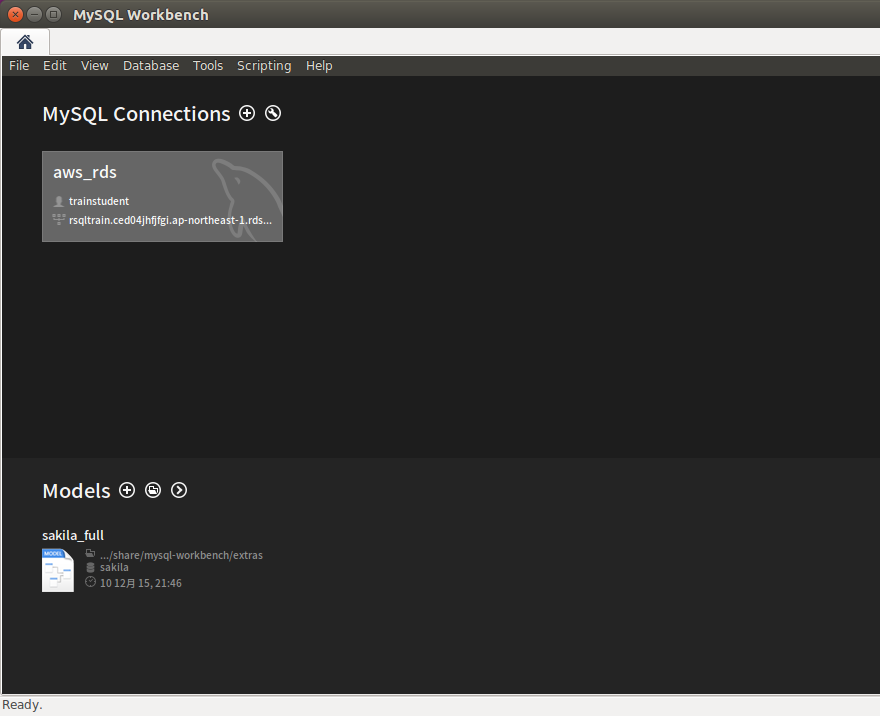 MySQL Workbench
File Edit View Database Tools Scripting Help
MySQL Connections
aws_rds
trainstudent
rsqltrain.ced04jhfjfgi.ap-northeast-1.rds...
Models
sakila_full
MODEL
.../share/mysql-workbench/extras
sakila
10 12月 15, 21:46
Ready.